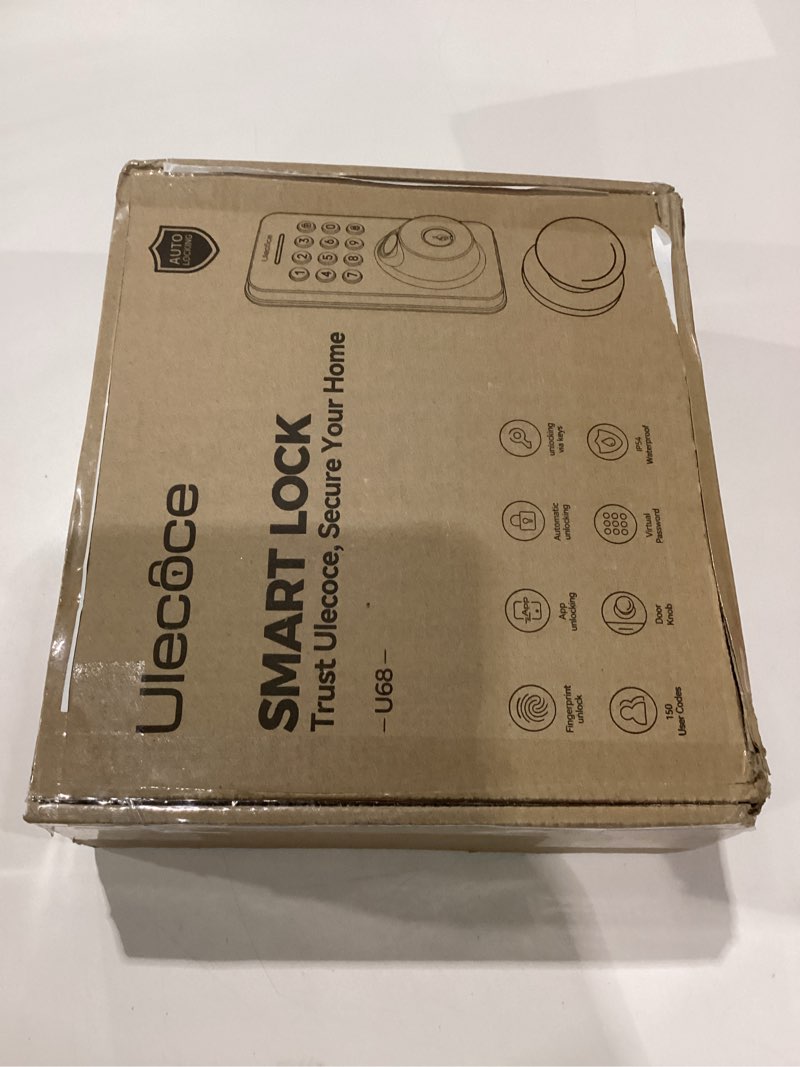 Ulecoce
SMART LOCK
Trust Ulecoce, Secure Your Home
–U68–
AUTO
LOCKING
Ulecoce
1 2 3
4 5 6 0
7 8 9
Fingerprint
unlock
App
App
unlocking
Automatic
unlocking
unlocking
via keys
150
User Codes
Door
Knob
Virtual
Password
IP54
Waterproof